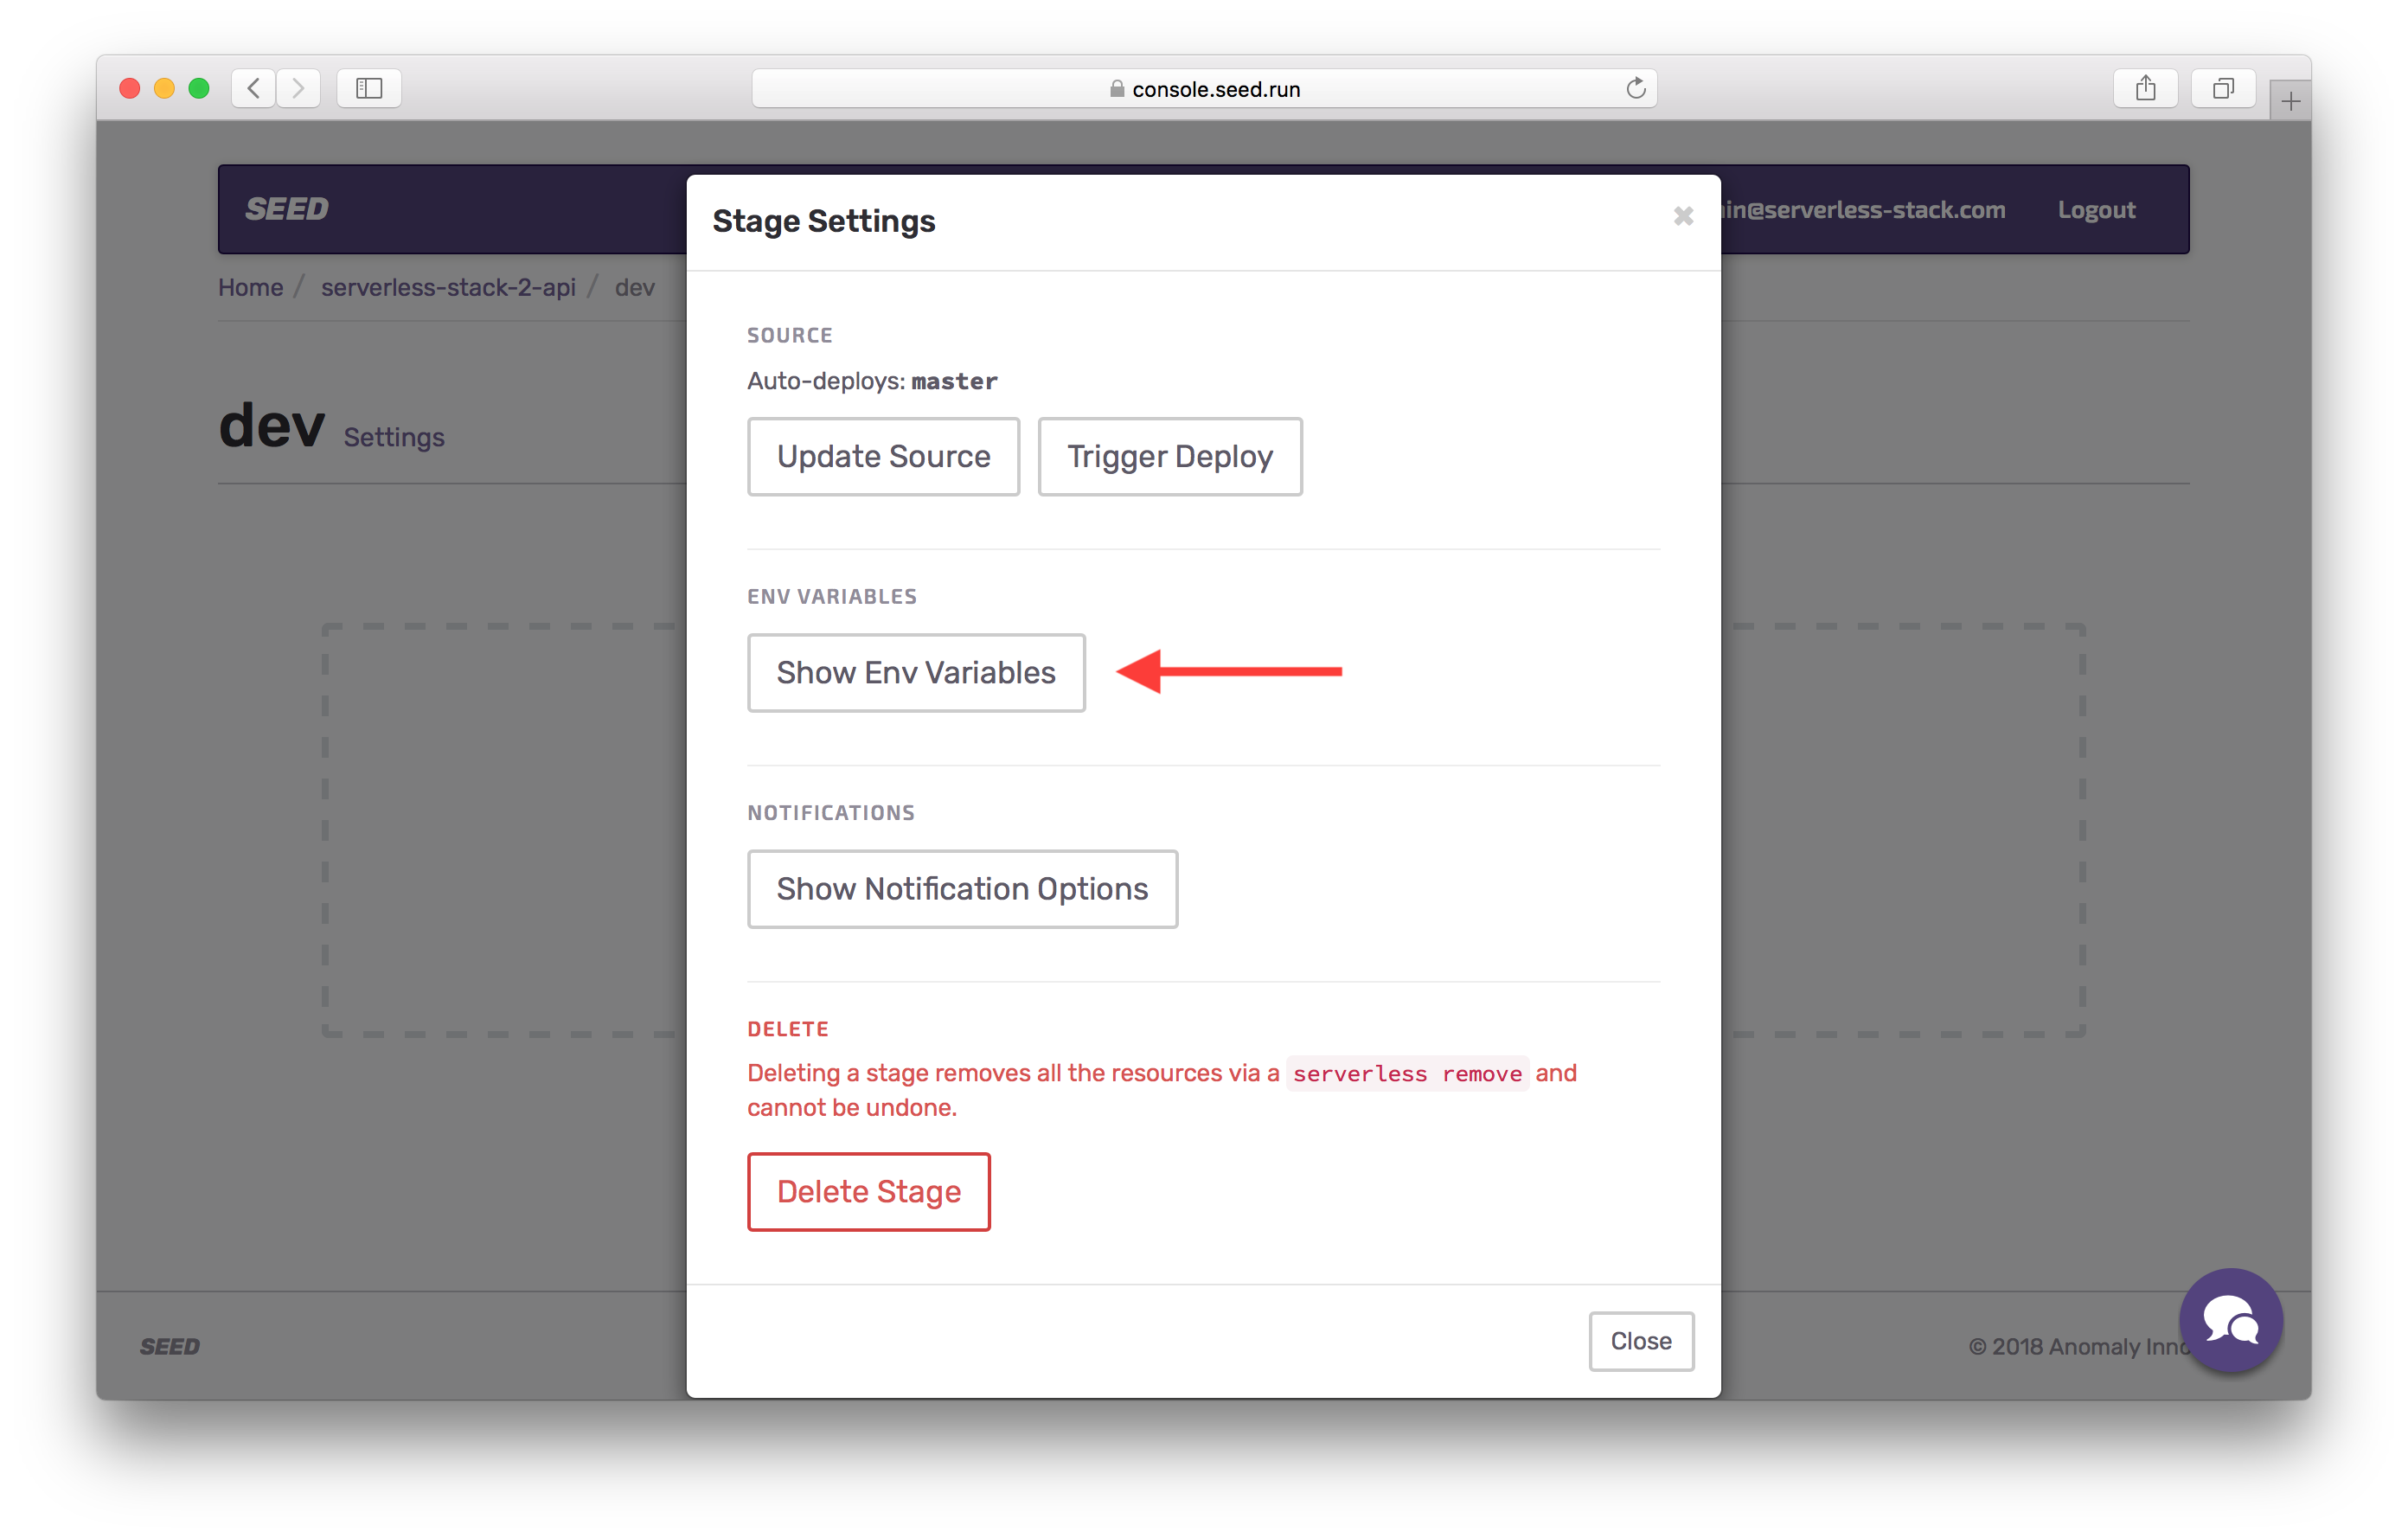 console.seed.run
SEED
in@serverless-stack.com Logout
Home / serverless-stack-2-api / dev
dev Settings
Stage Settings
SOURCE
Auto-deploys: master
Update Source Trigger Deploy
ENV VARIABLES
Show Env Variables
NOTIFICATIONS
Show Notification Options
DELETE
Deleting a stage removes all the resources via a serverless remove and
cannot be undone.
Delete Stage
Close
SEED
© 2018 Anomaly